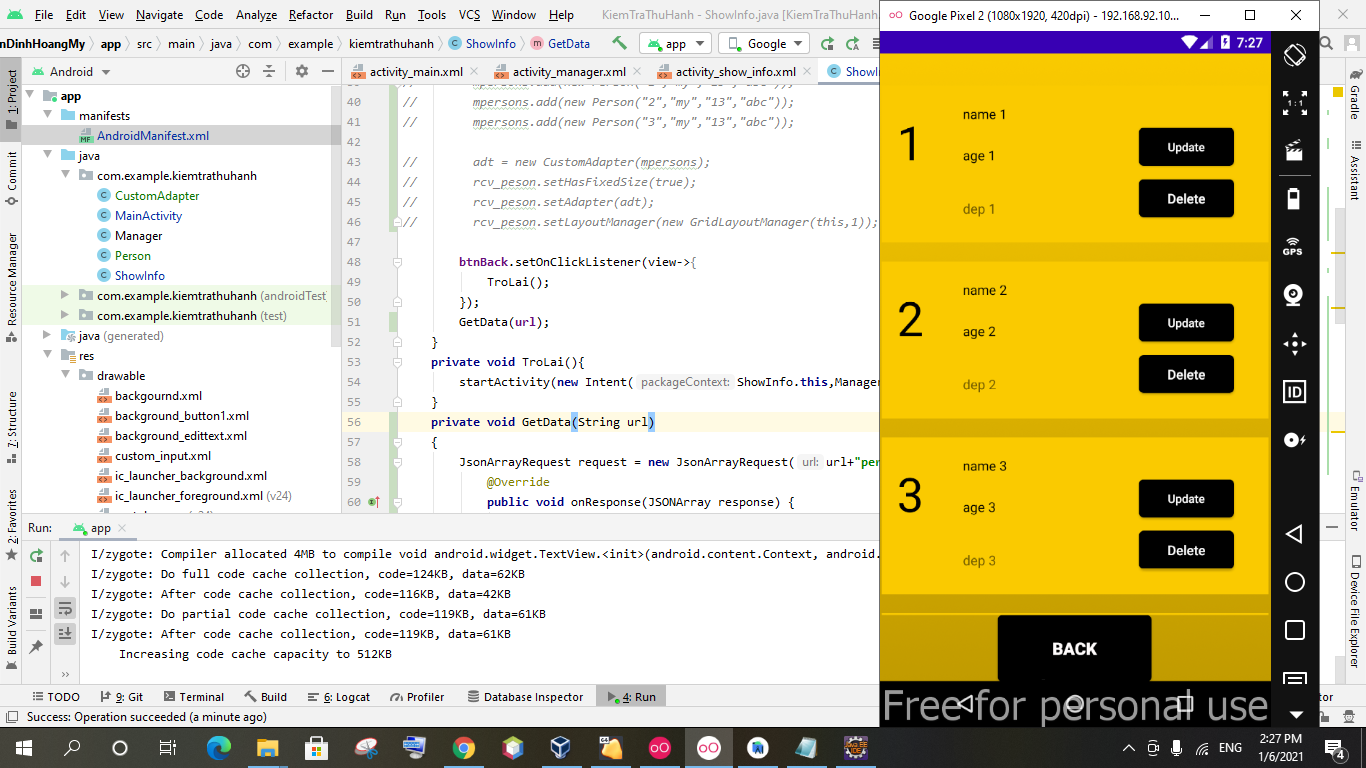 File Edit View Navigate Code Analyze Refactor Build Run Tools VCS Window Help KiemTraThuHanh - ShowInfo.java [KiemTraThuHanh
nDinhHoangMy app src main java com example kiemtrathuhanh ShowInfo GetData app Google
Android
activity_main.xml activity_manager.xml activity_show_info.xml
1: Project
Commit
Resource Manager
7: Structure
2: Favorites
Build Variants
app
manifests
AndroidManifest.xml
java
com.example.kiemtrathuhanh
CustomAdapter
MainActivity
Manager
Person
ShowInfo
com.example.kiemtrathuhanh (androidTest)
com.example.kiemtrathuhanh (test)
java (generated)
res
drawable
backgournd.xml
background_button1.xml
background_edittext.xml
custom_input.xml
ic_launcher_background.xml
ic_launcher_foreground.xml (v24)
40 // mpersons.add(new Person("2","my","13","abc"));
41 // mpersons.add(new Person("3","my","13","abc"));
42
43 // adt = new CustomAdapter(mpersons);
44 // rcv_peson.setHasFixedSize(true);
45 // rcv_peson.setAdapter(adt);
46 // rcv_peson.setLayoutManager(new GridLayoutManager(this,1));
47
48 btnBack.setOnClickListener(view->{
49 TroLai();
50 });
51 GetData(url);
52 }
53 private void TroLai(){
54 startActivity(new Intent( packageContext: ShowInfo.this,Manager
55 }
56 private void GetData(String url)
57 {
58 JsonArrayRequest request = new JsonArrayRequest( url: url+"per
59 @Override
60 public void onResponse(JSONArray response) {
Run: app
I/zygote: Compiler allocated 4MB to compile void android.widget.TextView.<init>(android.content.Context, android.
I/zygote: Do full code cache collection, code=124KB, data=62KB
I/zygote: After code cache collection, code=116KB, data=42KB
I/zygote: Do partial code cache collection, code=119KB, data=61KB
I/zygote: After code cache collection, code=119KB, data=61KB
Increasing code cache capacity to 512KB
TODO 9: Git Terminal Build 6: Logcat Profiler Database Inspector 4: Run
Success: Operation succeeded (a minute ago)
Google Pixel 2 (1080x1920, 420dpi) - 192.168.92.10...
7:27
1
name 1
age 1
dep 1
Update
Delete
2
name 2
age 2
dep 2
Update
Delete
3
name 3
age 3
dep 3
Update
Delete
BACK
Free for personal use
1 : 1
GPS
ID
Gradle
Assistant
Emulator
Device File Explorer
ENG
2:27 PM
1/6/2021
4